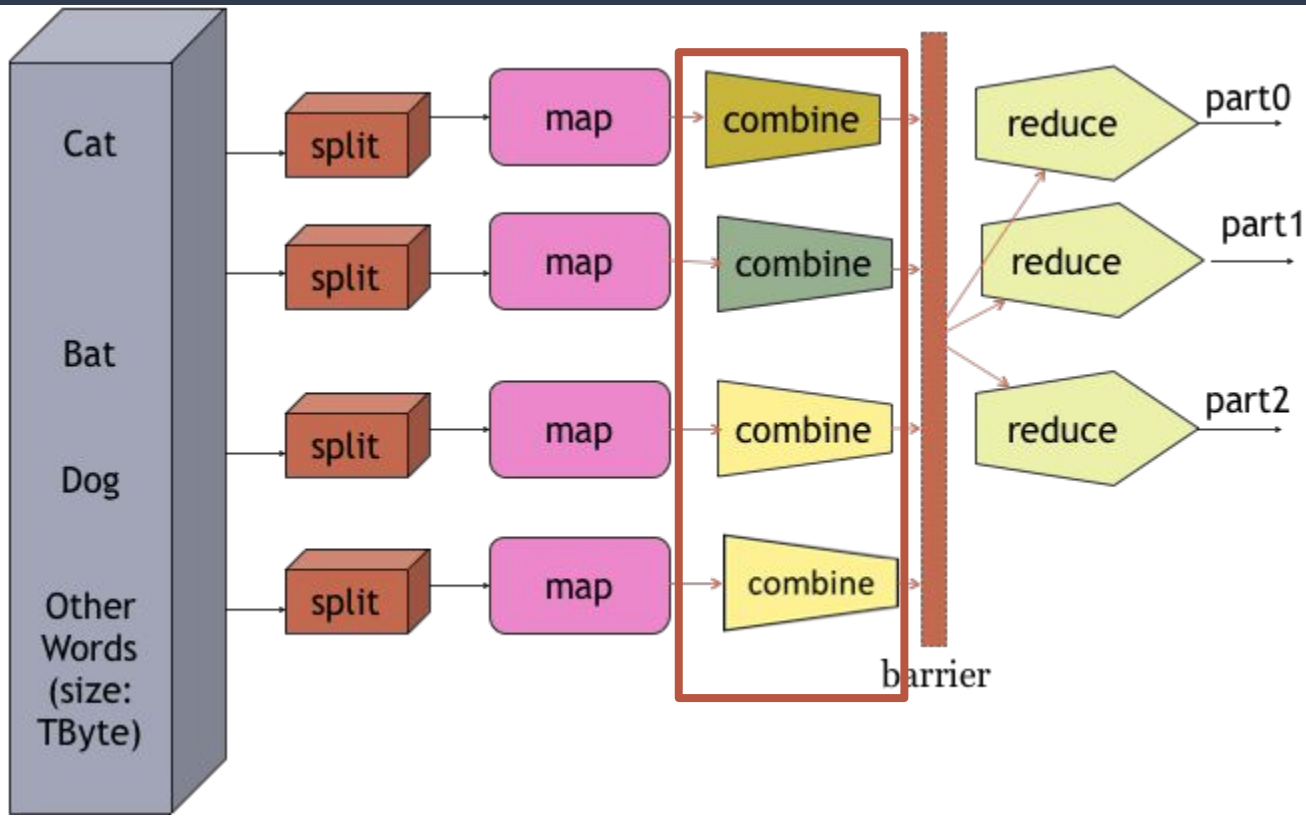 Cat
Bat
Dog
Other
Words
(size:
TByte)
split
map
combine
reduce
part0
split
map
combine
reduce
part1
split
map
combine
reduce
part2
split
map
combine
barrier